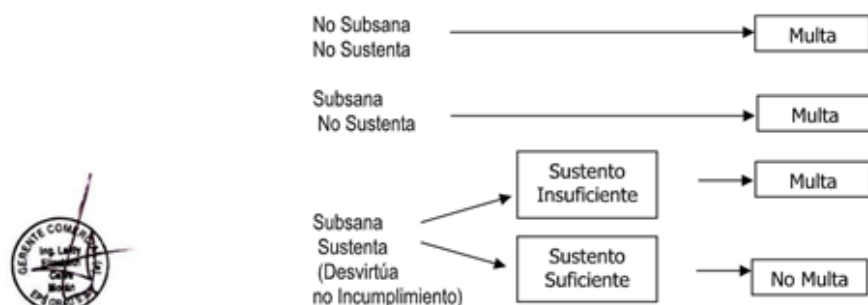 No Subsana
No Sustenta
Multa
Subsana
No Sustenta
Multa
Subsana
Sustenta
(Desvirtúa
no Incumplimiento)
Sustento
Insuficiente
Multa
Sustento
Suficiente
No Multa
GERENTE COMERCIAL
Ing.